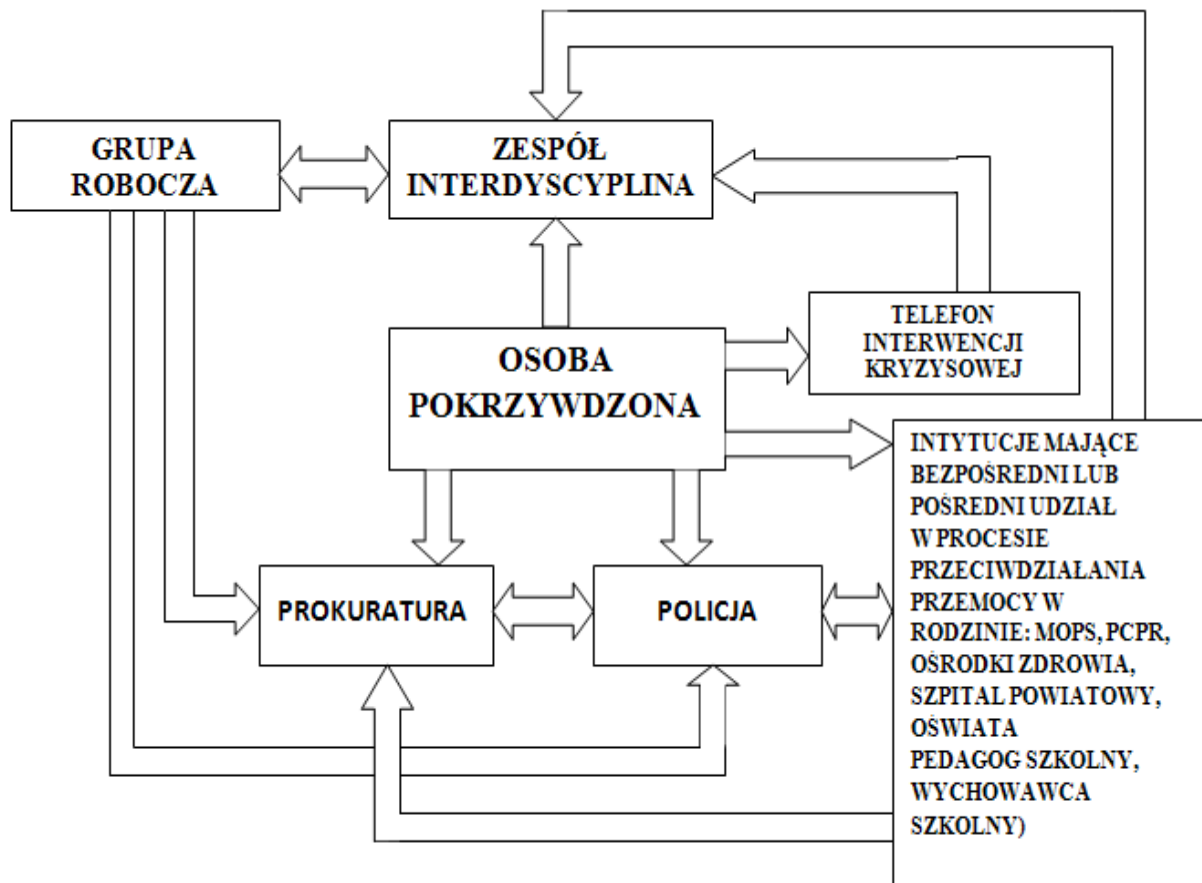 GRUPA
ROBOCZA
ZESPÓŁ
INTERDYSCYPLINA
OSOBA
POKRZYWDZONA
TELEFON
INTERWENCJI
KRYZYSOWEJ
PROKURATURA
POLICJA
INTYTUCJE MAJĄCE
BEZPOŚREDNI LUB
POŚREDNI UDZIAŁ
W PROCESIE
PRZECIWDZIAŁANIA
PRZEMOCY W
RODZINIE: MOPS, PCPR,
OŚRODKI ZDROWIA,
SZPITAL POWIATOWY,
OŚWIATA
PEDAGOG SZKOLNY,
WYCHOWAWCA
SZKOLNY)